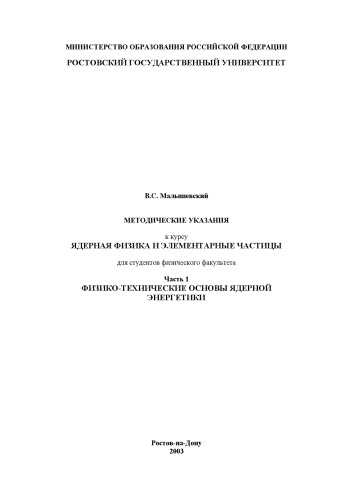 МИНИСТЕРСТВО ОБРАЗОВАНИЯ РОССИЙСКОЙ ФЕДЕРАЦИИ
РОСТОВСКИЙ ГОСУДАРСТВЕННЫЙ УНИВЕРСИТЕТ
В.С. Малышевский
МЕТОДИЧЕСКИЕ УКАЗАНИЯ
к курсу
ЯДЕРНАЯ ФИЗИКА И ЭЛЕМЕНТАРНЫЕ ЧАСТИЦЫ
для студентов физического факультета
Часть 1
ФИЗИКО-ТЕХНИЧЕСКИЕ ОСНОВЫ ЯДЕРНОЙ
ЭНЕРГЕТИКИ
Ростов-на-Дону
2003